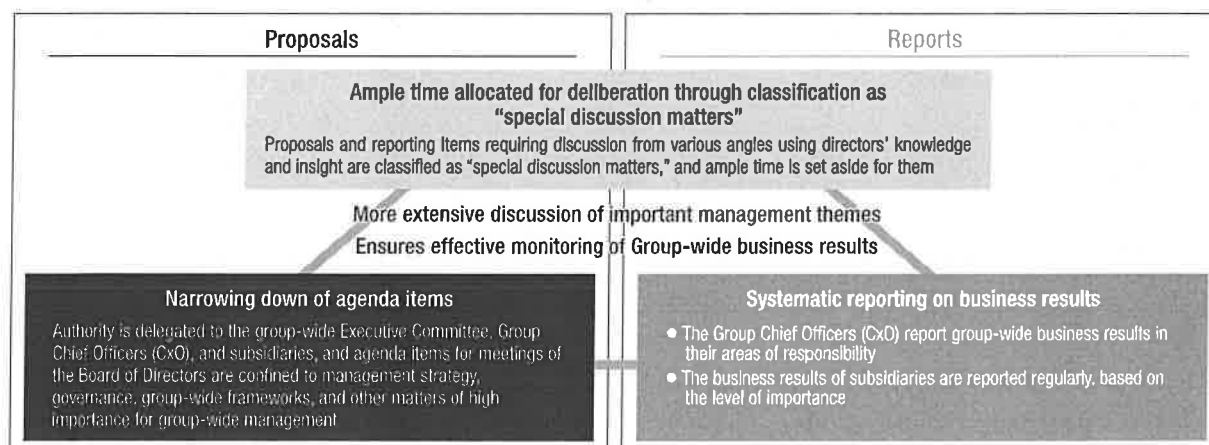 Proposals
Reports
Ample time allocated for deliberation through classification as
“special discussion matters”
Proposals and reporting items requiring discussion from various angles using directors’ knowledge
and insight are classified as “special discussion matters,” and ample time is set aside for them
More extensive discussion of important management themes
Ensures effective monitoring of Group-wide business results
Narrowing down of agenda items
Authority is delegated to the group-wide Executive Committee, Group
Chief Officers (CxO), and subsidiaries, and agenda items for meetings of
the Board of Directors are confined to management strategy,
governance, group-wide frameworks, and other matters of high
importance for group-wide management
Systematic reporting on business results
● The Group Chief Officers (CxO) report group-wide business results in
their areas of responsibility
● The business results of subsidiaries are reported regularly, based on
the level of importance